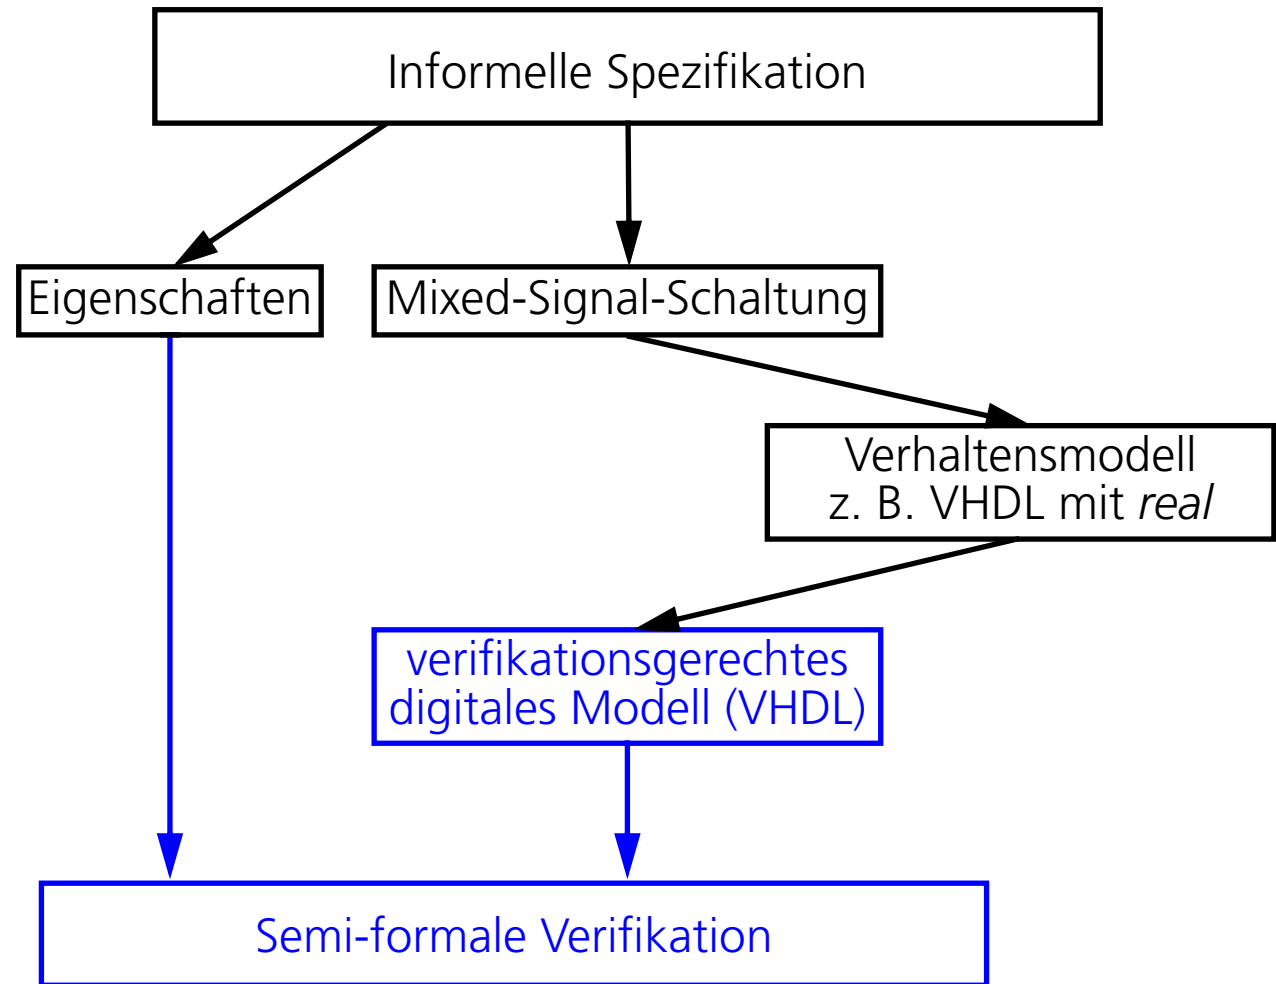 Informelle Spezifikation
Eigenschaften
Mixed-Signal-Schaltung
Verhaltensmodell
z. B. VHDL mit real
verifikationsgerechtes
digitales Modell (VHDL)
Semi-formale Verifikation